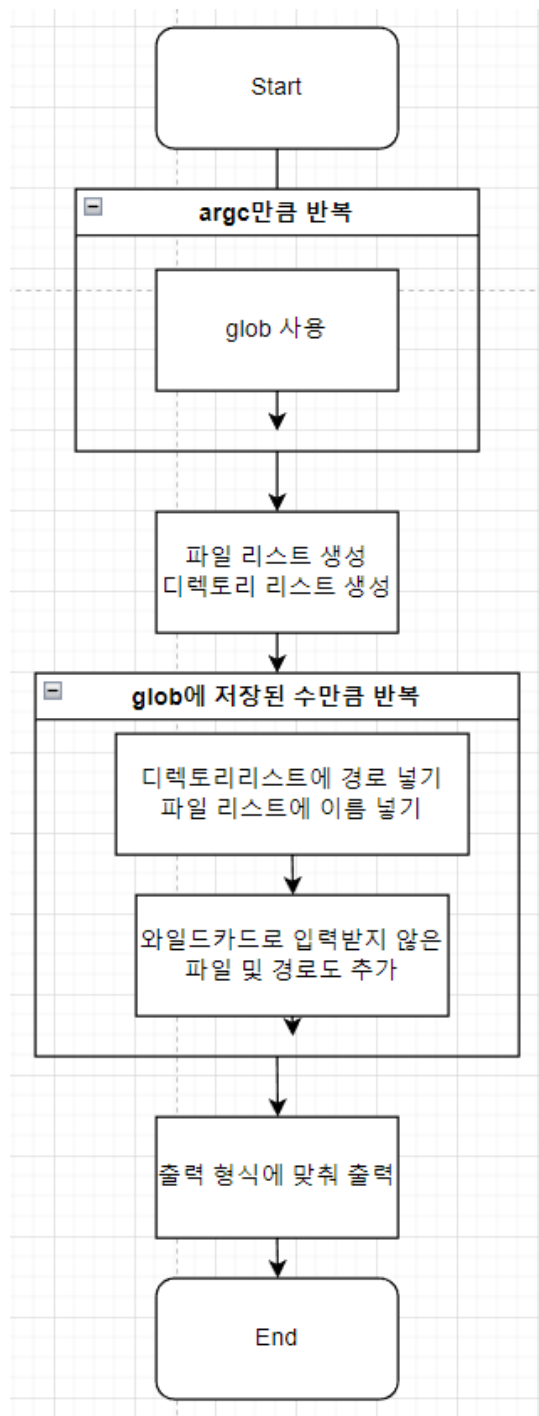 Start
argc만큼 반복
glob 사용
파일 리스트 생성
디렉토리 리스트 생성
glob에 저장된 수만큼 반복
디렉토리리스트에 경로 넣기
파일 리스트에 이름 넣기
와일드카드로 입력받지 않은
파일 및 경로도 추가
출력 형식에 맞춰 출력
End